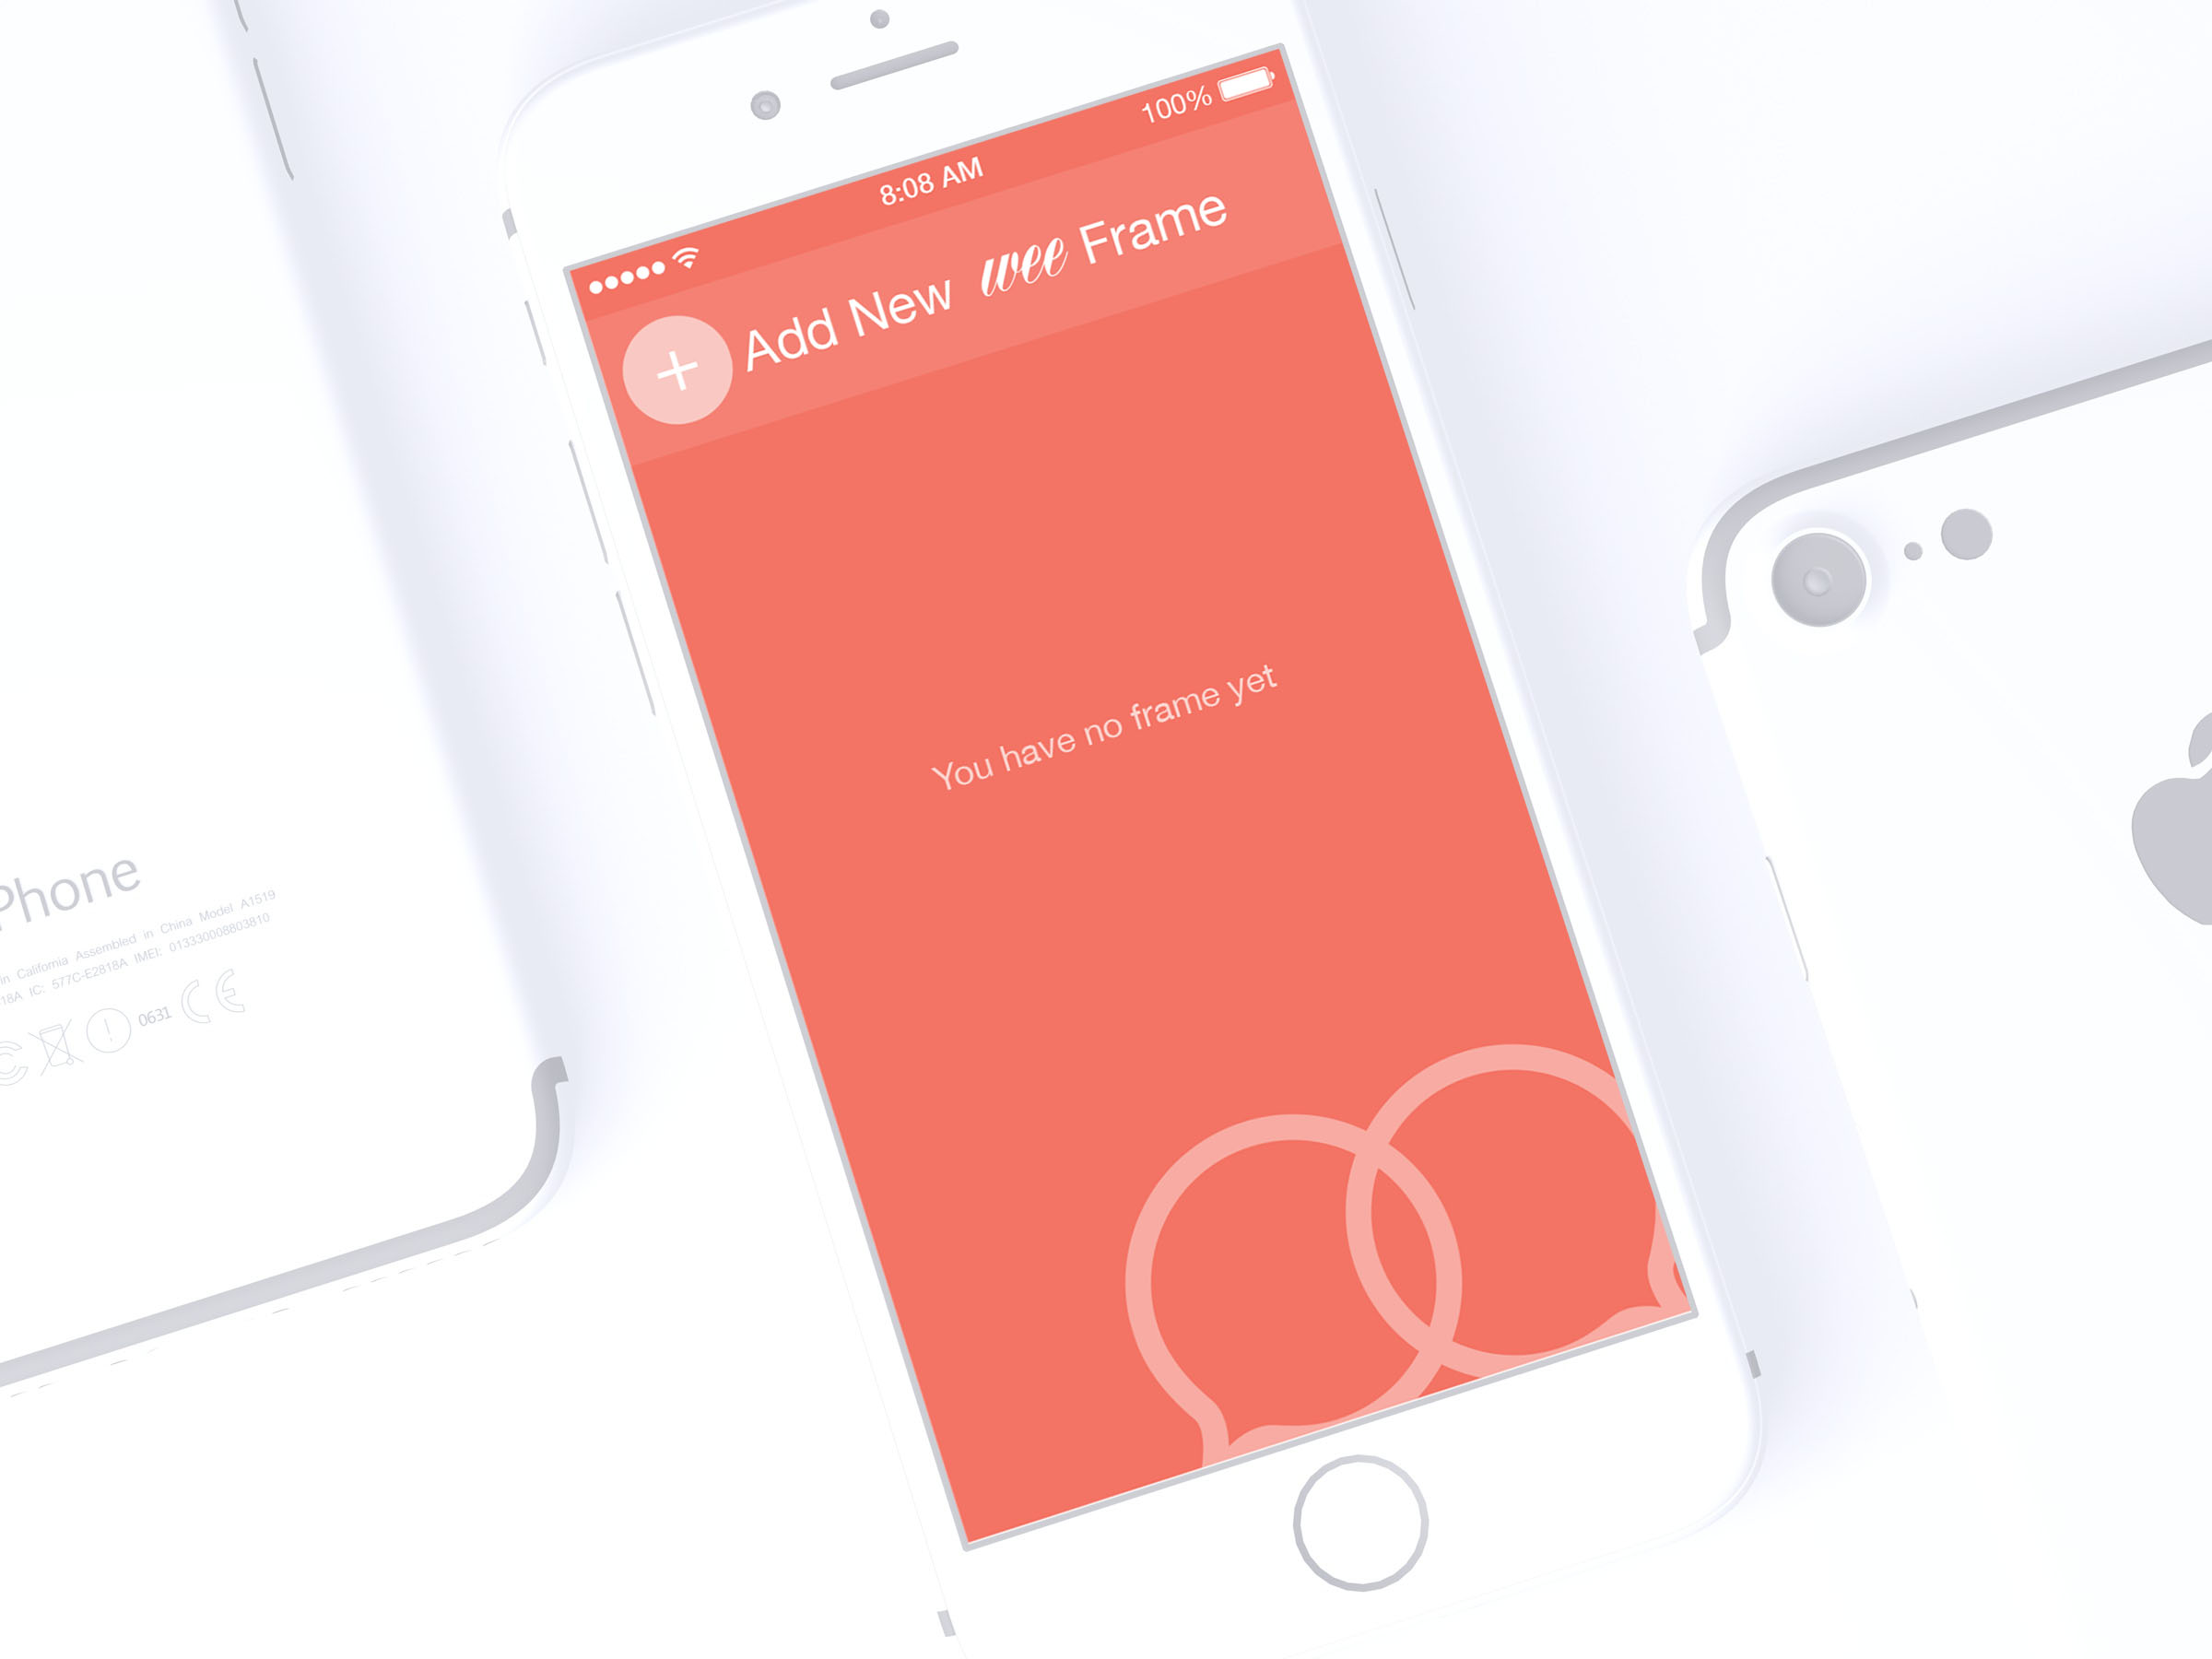 100%
8:08 AM
Add New wee Frame
You have no frame yet
Phone
in California Assembled in China Model A1519
18A IC: 577C-E2818A IMEI: 013330008803810
0631 CE